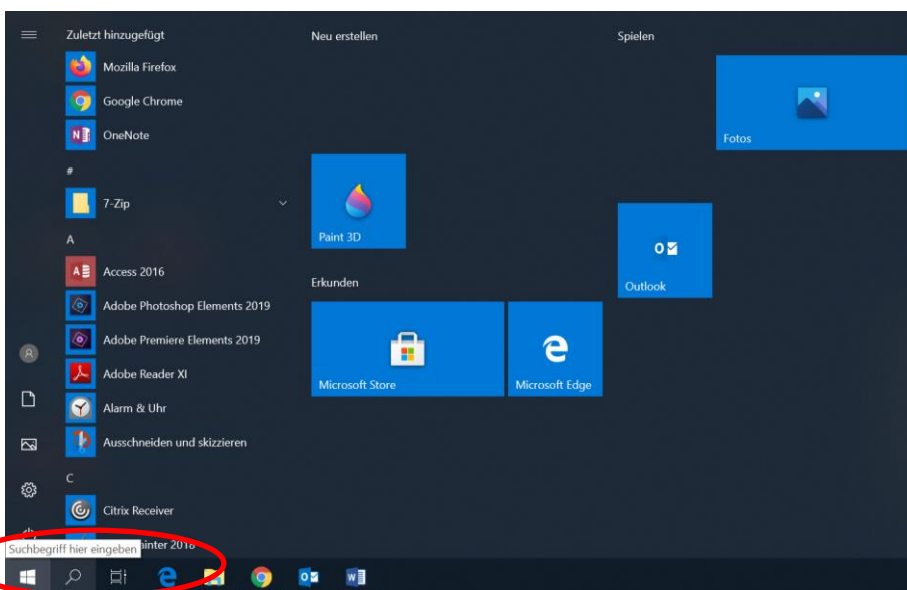 Zuletzt hinzugefügt
Mozilla Firefox
Google Chrome
OneNote
#
7-Zip
A
Access 2016
Adobe Photoshop Elements 2019
Adobe Premiere Elements 2019
Adobe Reader XI
Alarm & Uhr
Ausschneiden und skizzieren
C
Citrix Receiver
2016
Suchbegriff hier eingeben
Neu erstellen
Paint 3D
Erkunden
Microsoft Store
Microsoft Edge
Spielen
Fotos
Outlook